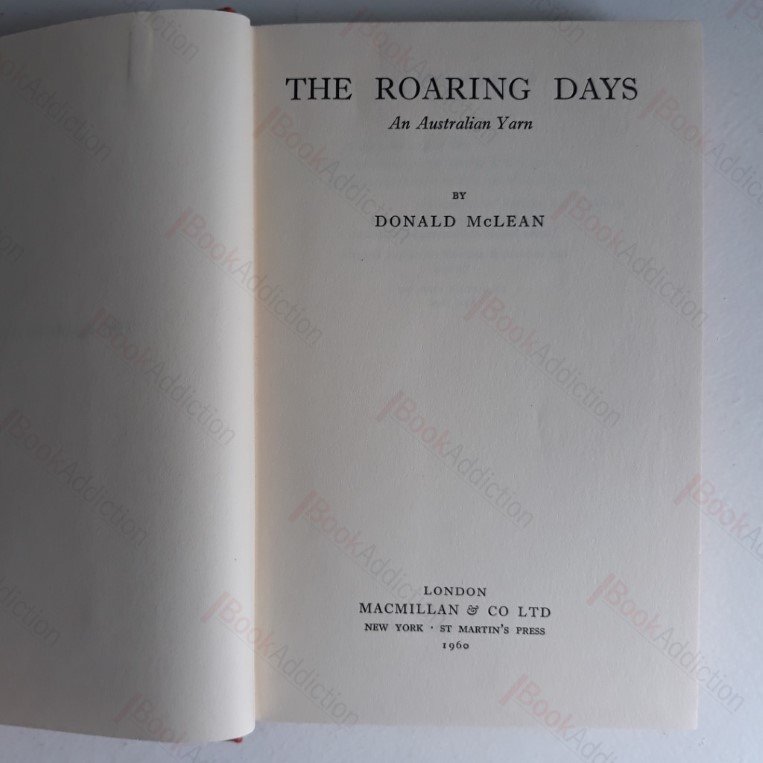 THE ROARING DAYS
An Australian Yarn
BY
DONALD McLEAN
LONDON
MACMILLAN & CO LTD
NEW YORK · ST MARTIN'S PRESS
1960
BookAddiction